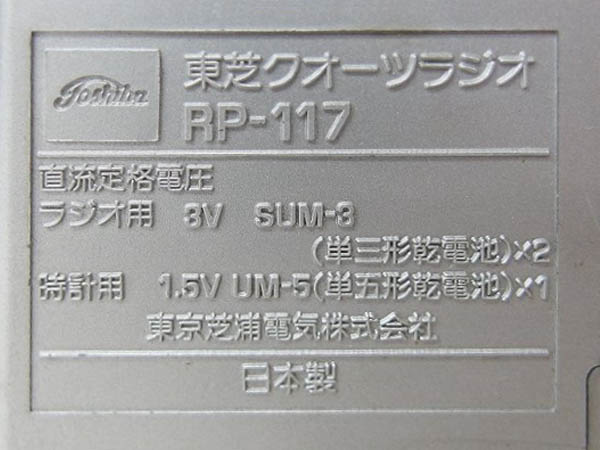 Toshiba
東芝クオーツラジオ
RP-117
直流定格電圧
ラジオ用 3V SUM-3
(単三形乾電池)×2
時計用 1.5V UM-5(単五形乾電池)×1
東京芝浦電気株式会社
日本製